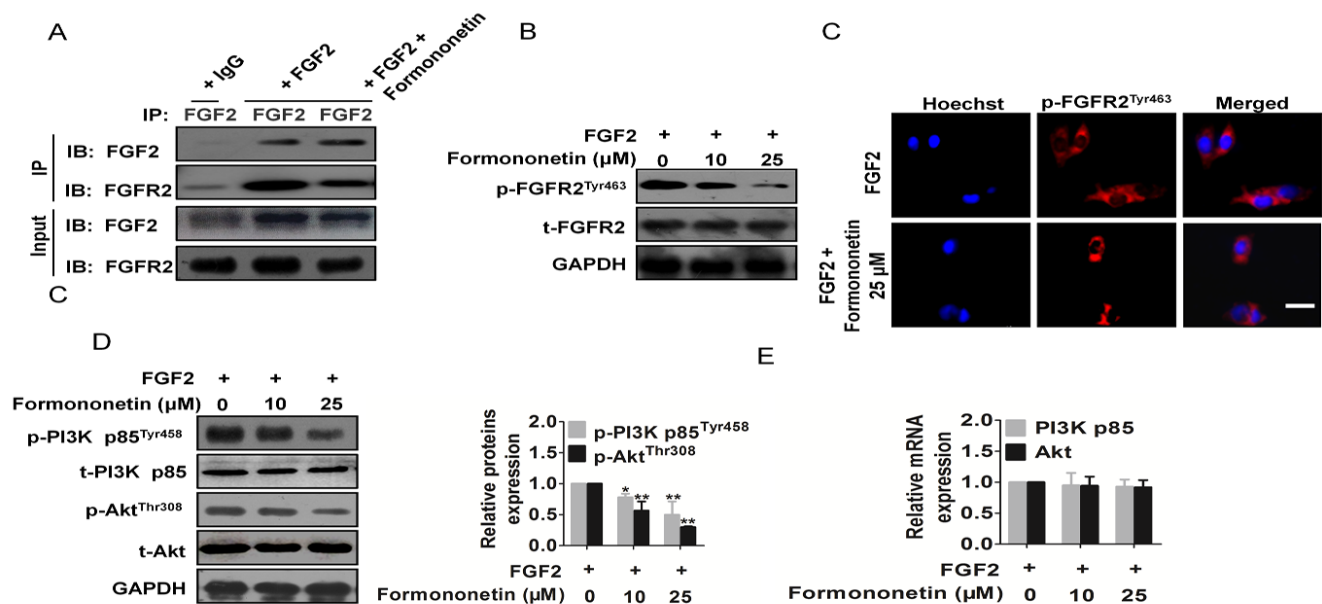 A
+ IgG
+ FGF2
+ FGF2 +
Formononetin
IP: FGF2 FGF2 FGF2
IP
IB: FGF2
IB: FGFR2
Input
IB: FGF2
IB: FGFR2
C
B
FGF2 + + +
Formononetin (μM) 0 10 25
p-FGFR2Tyr463
t-FGFR2
GAPDH
C
Hoechst p-FGFR2Tyr463 Merged
FGF2
FGF2 +
Formononetin
25 μM
D
FGF2 + + +
Formononetin (μM) 0 10 25
p-PI3K p85Tyr458
t-PI3K p85
p-AktThr308
t-Akt
GAPDH
Relative proteins
expression
2.0
1.5
1.0
0.5
0.0
p-PI3K p85Tyr458
p-AktThr308
* ** ** **
FGF2 + + +
Formononetin (μM) 0 10 25
E
Relative mRNA
expression
2.0
1.5
1.0
0.5
0.0
PI3K p85
Akt
FGF2 + + +
Formononetin (μM) 0 10 25